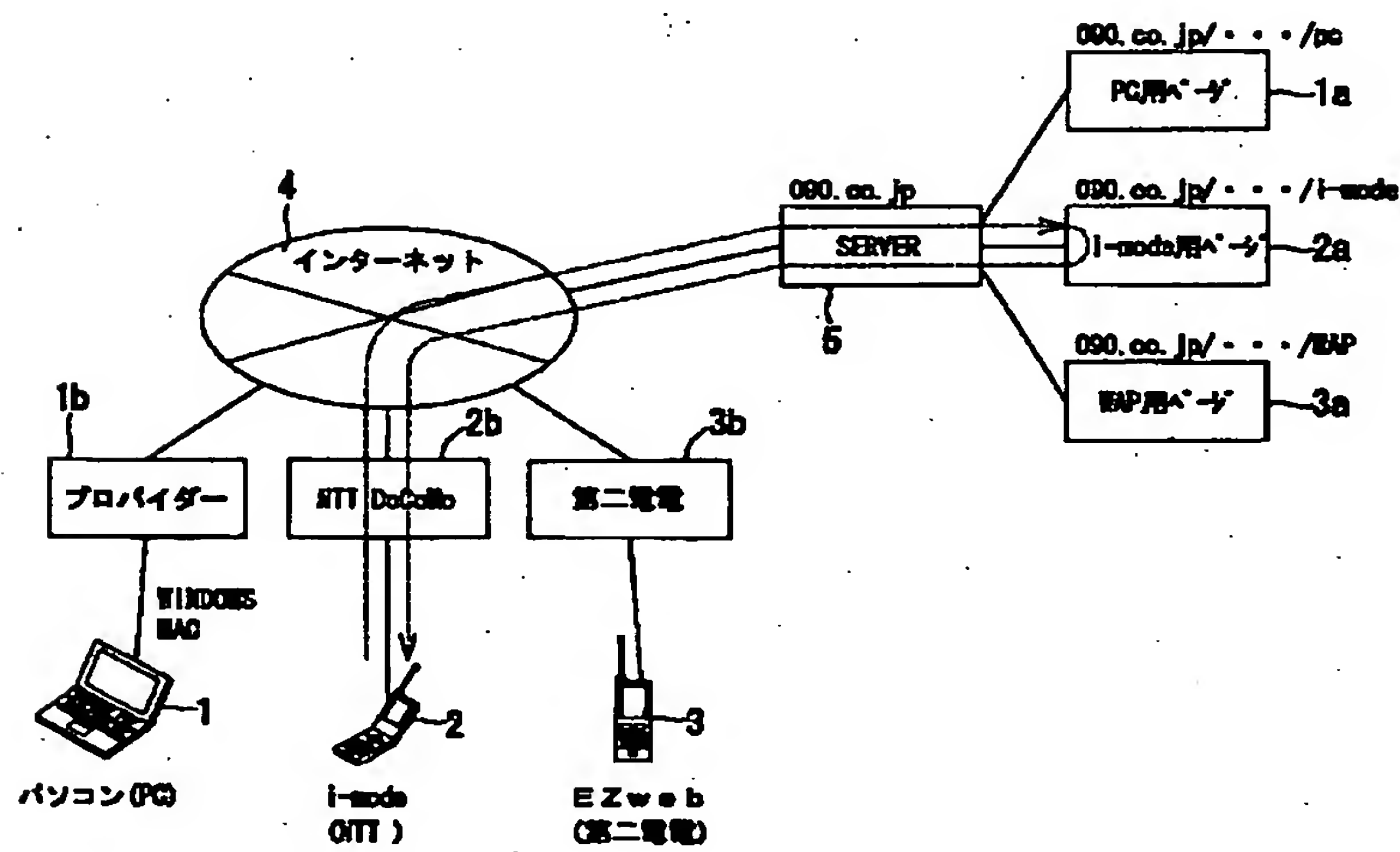 090.co.jp/・・・/pc
PC用ページ
1a
090.co.jp
SERVER
5
090.co.jp/・・・/i-mode
i-mode用ページ
2a
090.co.jp/・・・/WAP
WAP用ページ
3a
4
インターネット
1b
プロバイダー
2b
NTT DoCoMo
3b
第二電電
WINDOWS
MAC
1
2
3
パソコン(PC)
i-mode
(NTT)
EZweb
(第二電電)